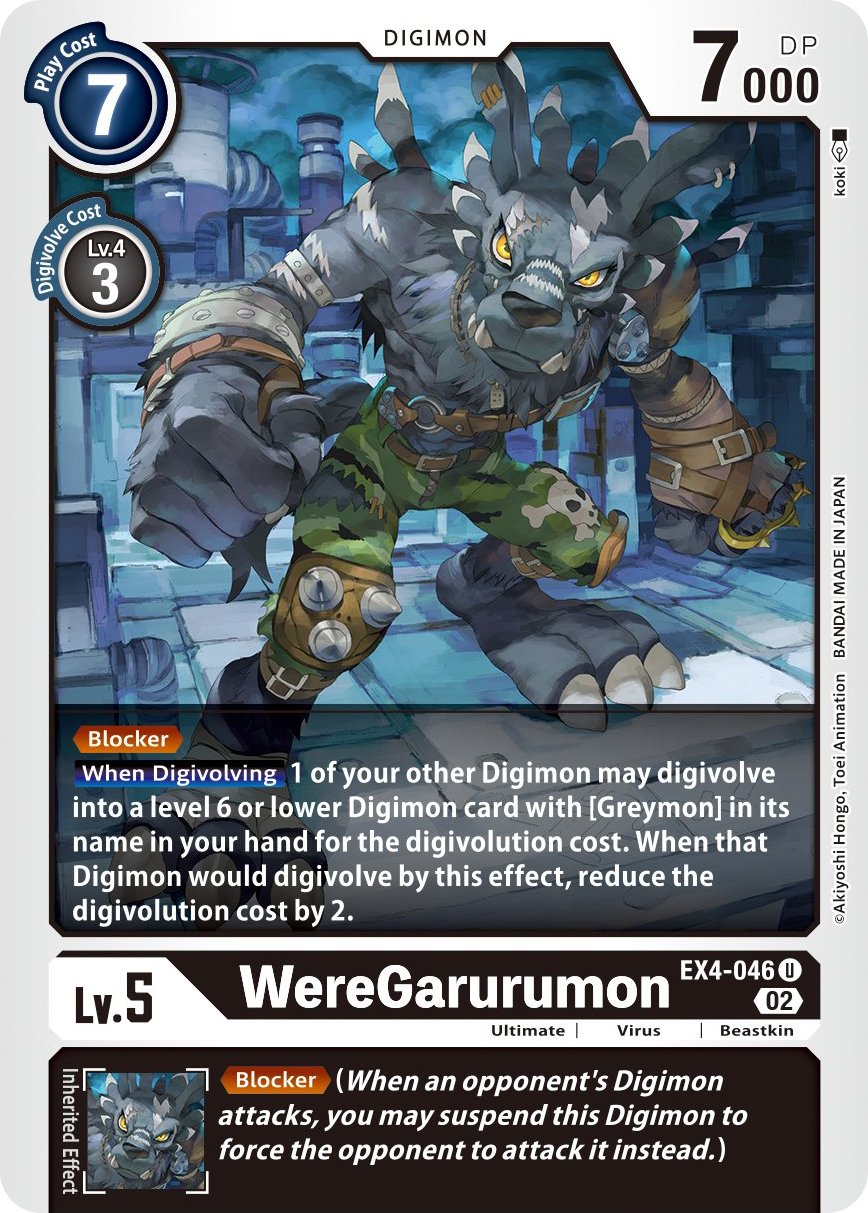 DIGIMON
Play Cost
7
DP
7000
Digivolve Cost
Lv.4
3
koki
Blocker
When Digivolving 1 of your other Digimon may digivolve
into a level 6 or lower Digimon card with [Greymon] in its
name in your hand for the digivolution cost. When that
Digimon would digivolve by this effect, reduce the
digivolution cost by 2.
©Akiyoshi Hongo, Toei Animation BANDAI MADE IN JAPAN
Lv.5
WereGarurumon
EX4-046 U
02
Ultimate | Virus | Beastkin
Inherited Effect
Blocker (When an opponent's Digimon
attacks, you may suspend this Digimon to
force the opponent to attack it instead.)